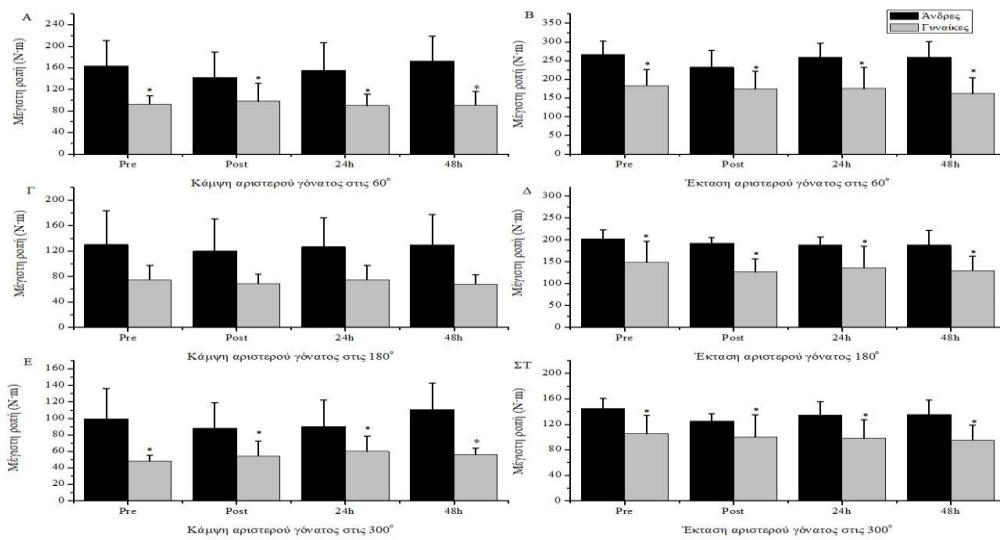 Α
240
200
160
120
80
40
0
Μέγιστη ροπή (N·m)
* * * *
Pre Post 24h 48h
Κάμψη αριστερού γόνατος στις 60°
Β
300
250
200
150
100
50
0
Μέγιστη ροπή (N·m)
Άνδρες
Γυναίκες
* * * *
Pre Post 24h 48h
Έκταση αριστερού γόνατος στις 60°
Γ
200
160
120
80
40
0
Μέγιστη ροπή (N·m)
Pre Post 24h 48h
Κάμψη αριστερού γόνατος στις 180°
Δ
300
250
200
150
100
50
0
Μέγιστη ροπή (N·m)
* * * *
Pre Post 24h 48h
Έκταση αριστερού γόνατος 180°
Ε
160
140
120
100
80
60
40
20
0
Μέγιστη ροπή (N·m)
* * * *
Pre Post 24h 48h
Κάμψη αριστερού γόνατος στις 300°
ΣΤ
200
160
120
80
40
0
Μέγιστη ροπή (N·m)
* * * *
Pre Post 24h 48h
Έκταση αριστερού γόνατος στις 300°